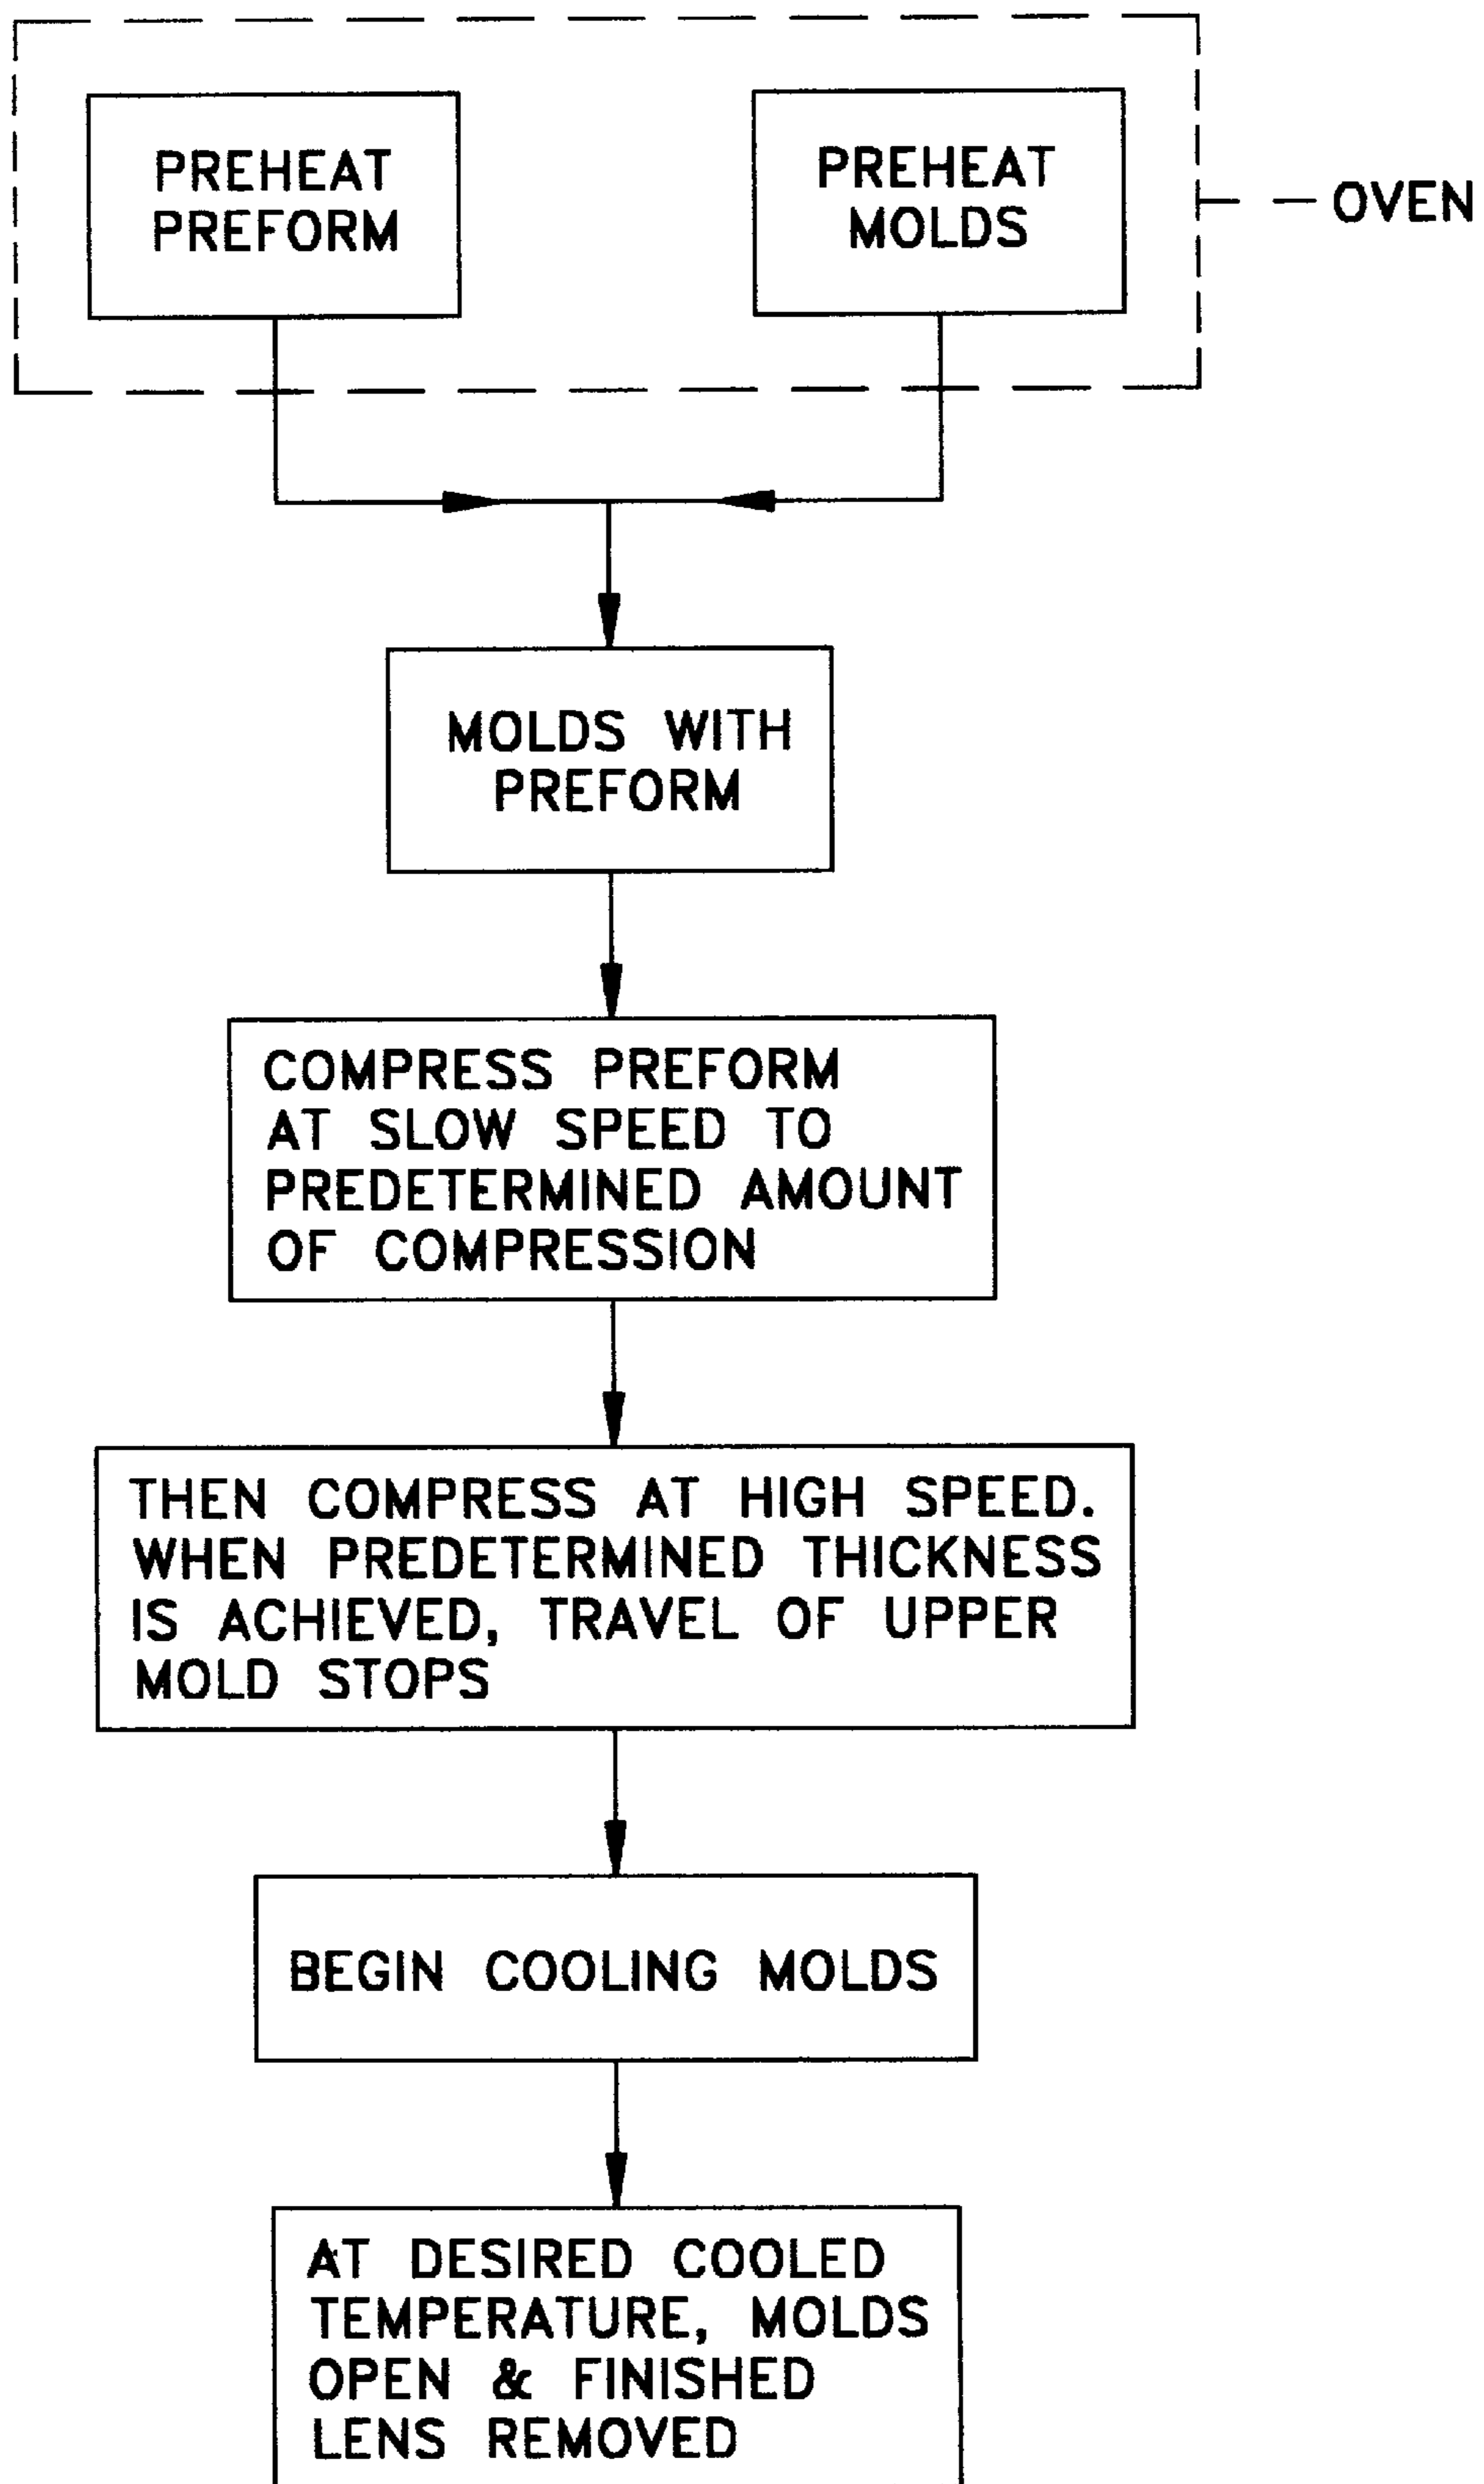 PREHEAT
PREFORM
PREHEAT
MOLDS
OVEN
MOLDS WITH
PREFORM
COMPRESS PREFORM
AT SLOW SPEED TO
PREDETERMINED AMOUNT
OF COMPRESSION
THEN COMPRESS AT HIGH SPEED.
WHEN PREDETERMINED THICKNESS
IS ACHIEVED, TRAVEL OF UPPER
MOLD STOPS
BEGIN COOLING MOLDS
AT DESIRED COOLED
TEMPERATURE, MOLDS
OPEN & FINISHED
LENS REMOVED